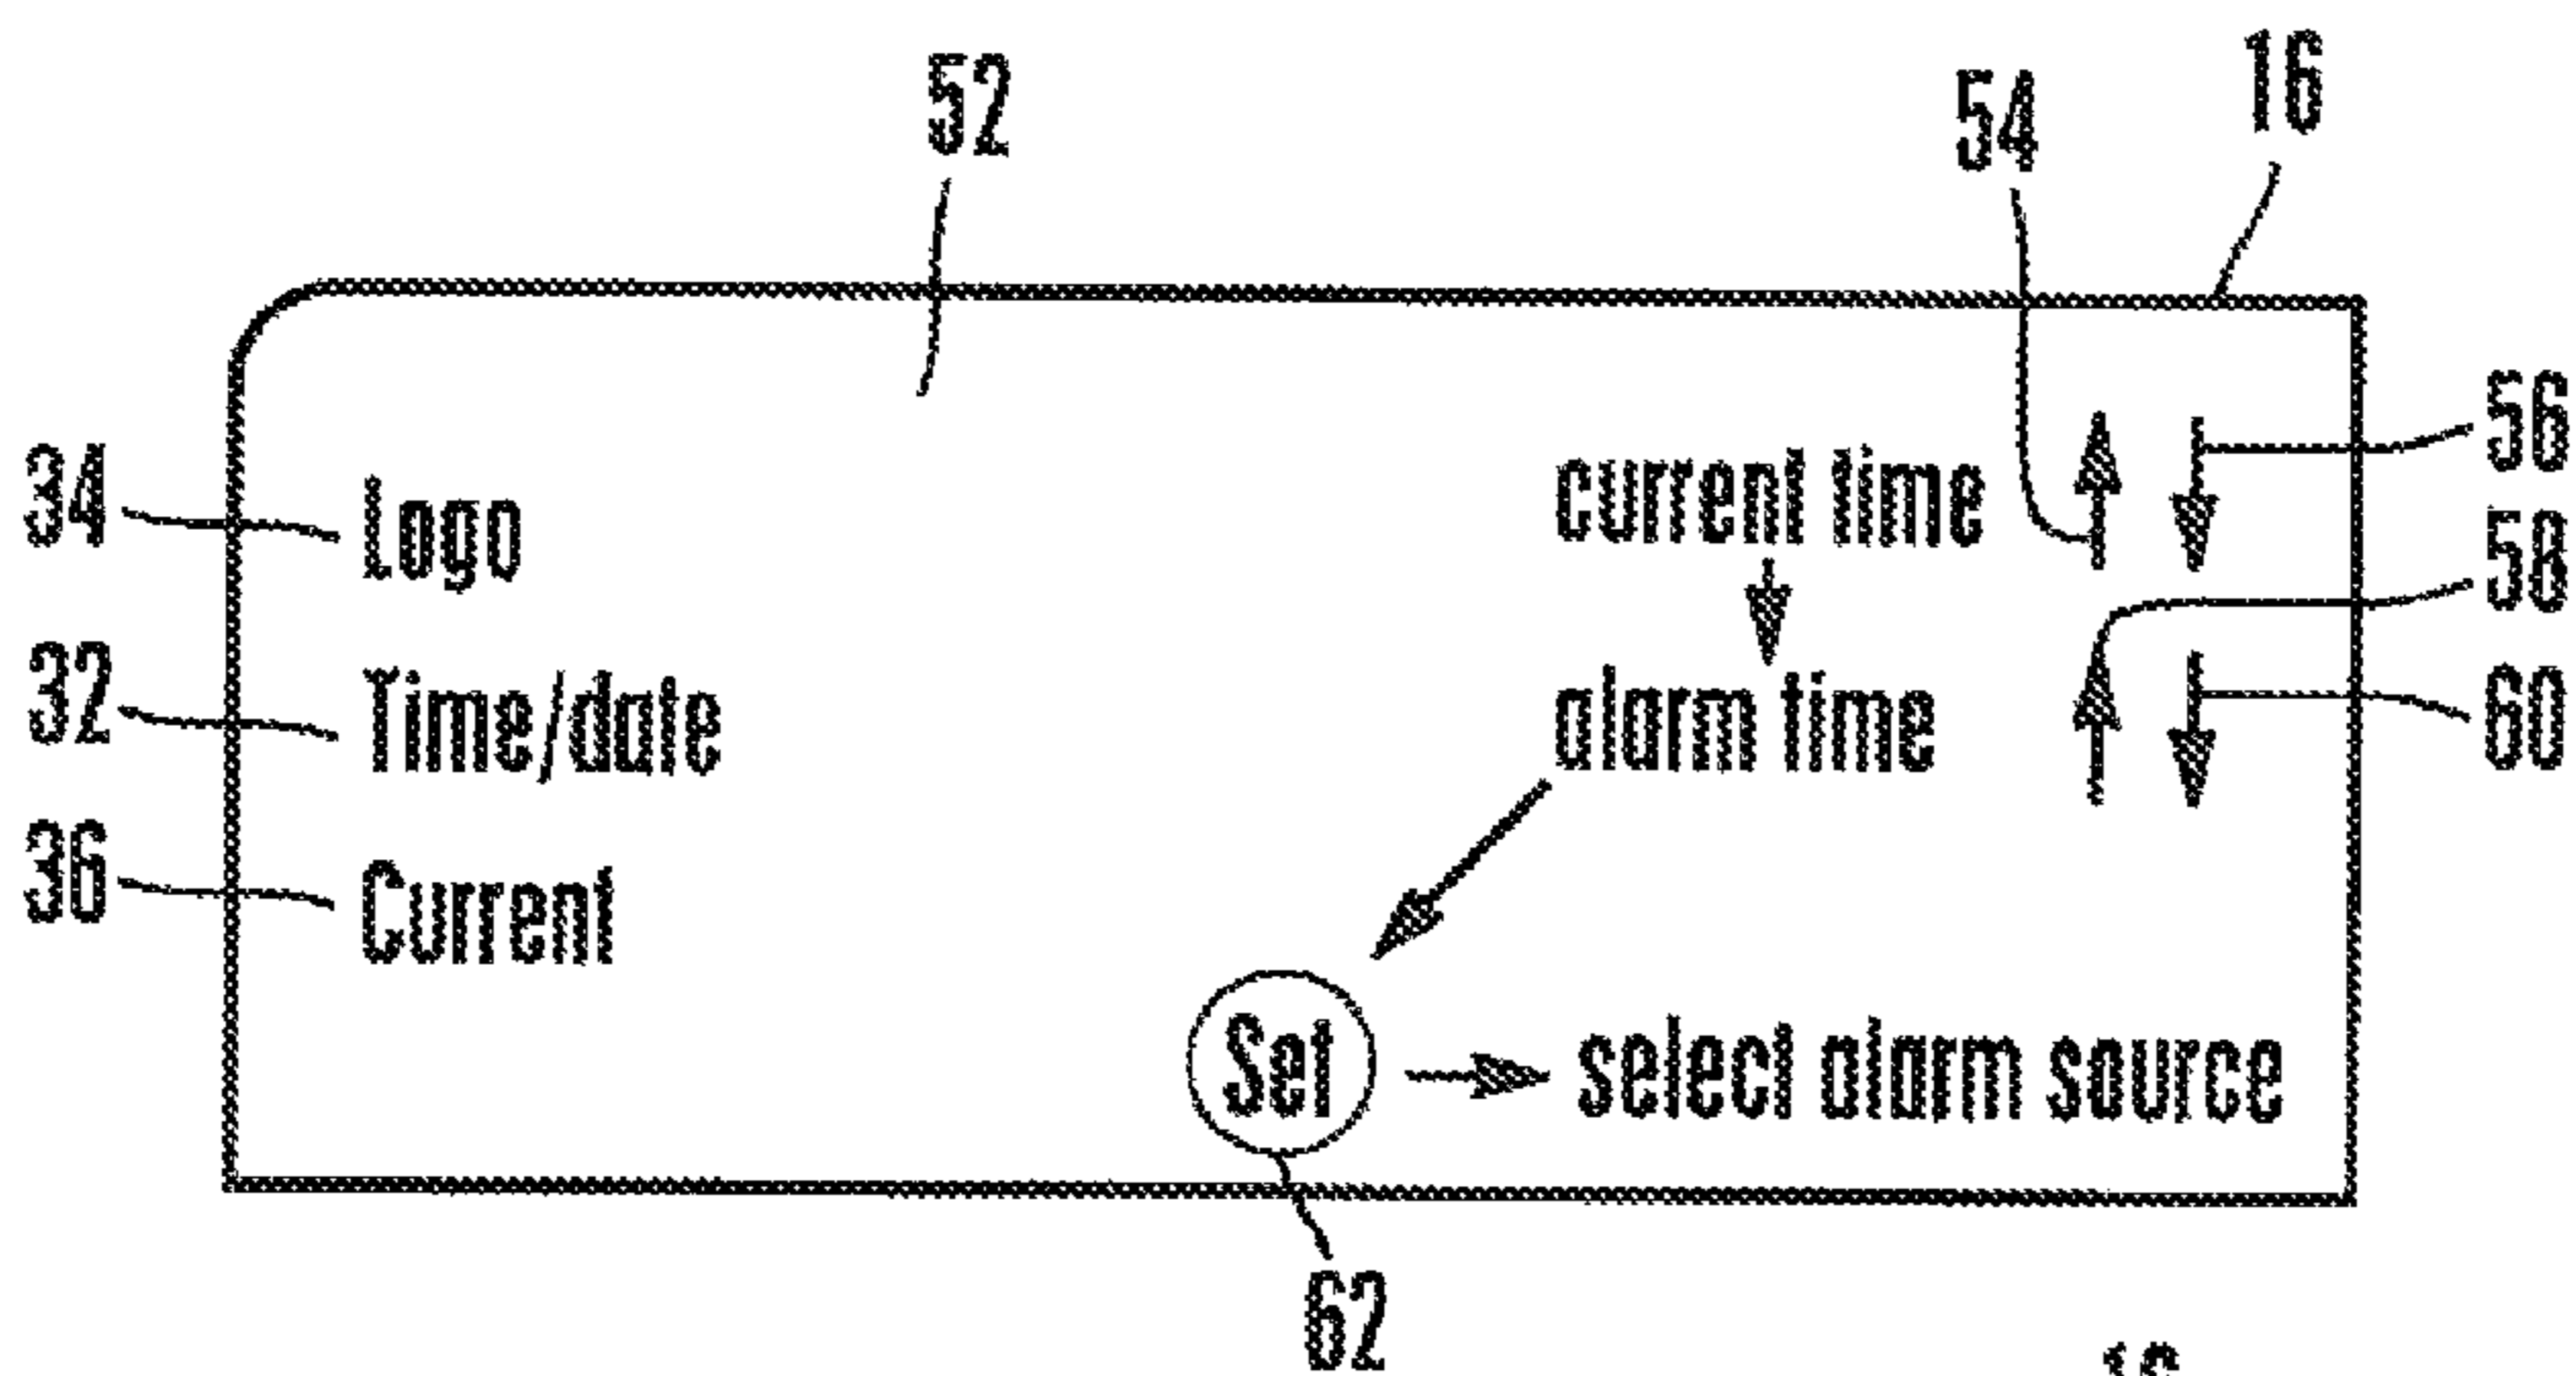 52
54
16
56
34
Logo
current time
58
32
Time/date
alarm time
60
36
Current
Set
select alarm source
62